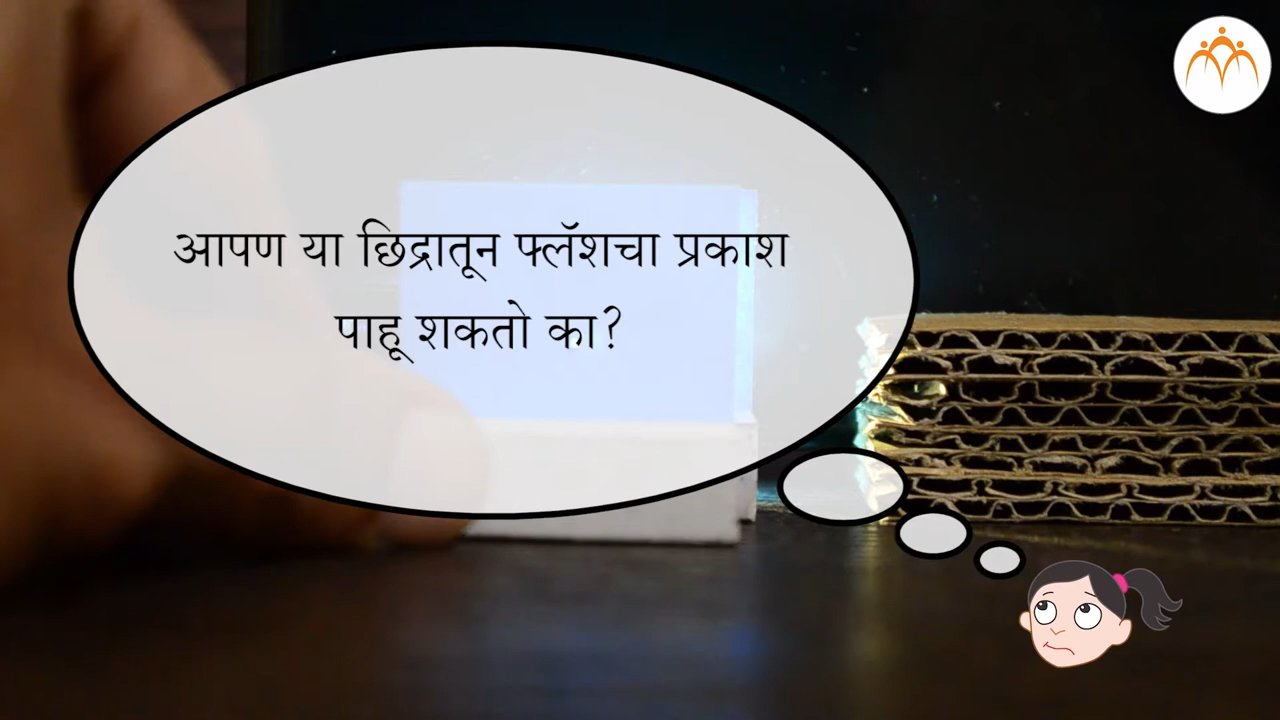 आपण या छिद्रातून फ्लॅशचा प्रकाश
पाहू शकतो का?